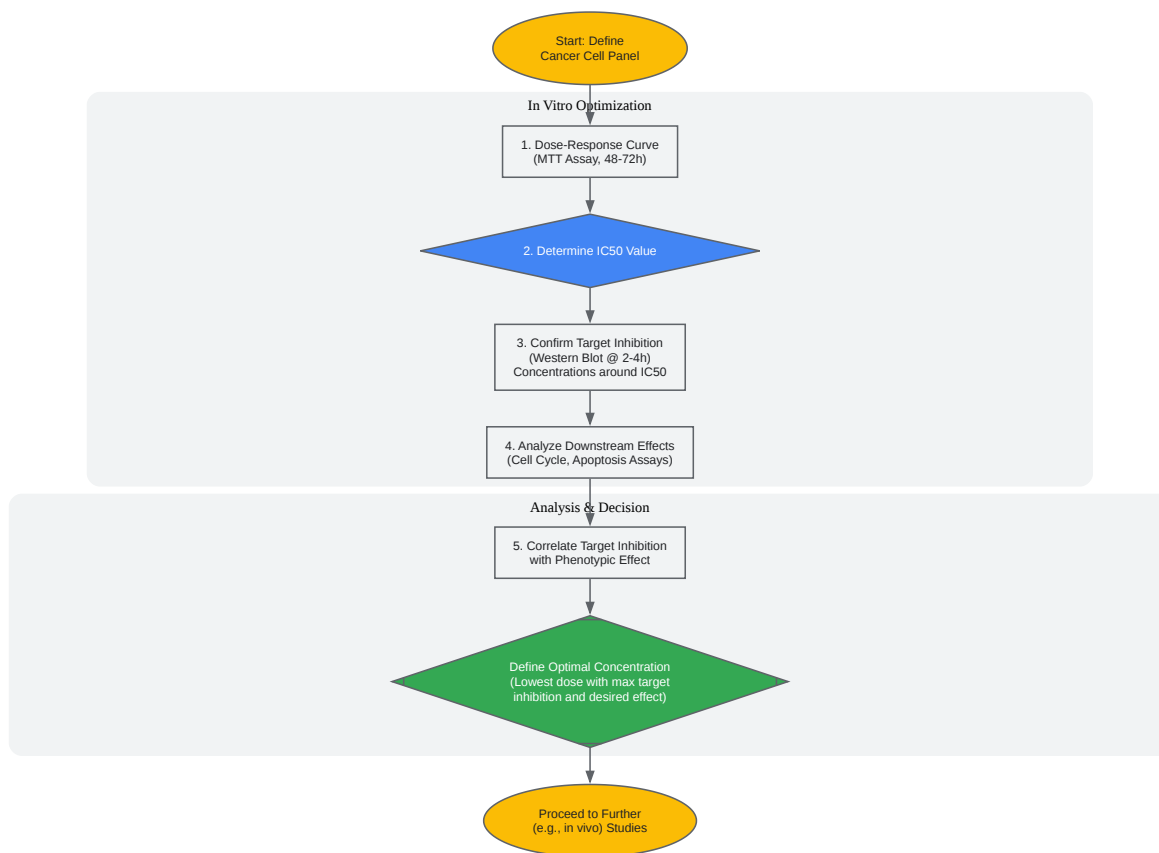 Start: Define
Cancer Cell Panel
In Vitro Optimization
1. Dose-Response Curve
(MTT Assay, 48-72h)
2. Determine IC50 Value
3. Confirm Target Inhibition
(Western Blot @ 2-4h)
Concentrations around IC50
4. Analyze Downstream Effects
(Cell Cycle, Apoptosis Assays)
Analysis & Decision
5. Correlate Target Inhibition
with Phenotypic Effect
Define Optimal Concentration
(Lowest dose with max target
inhibition and desired effect)
Proceed to Further
(e.g., in vivo) Studies